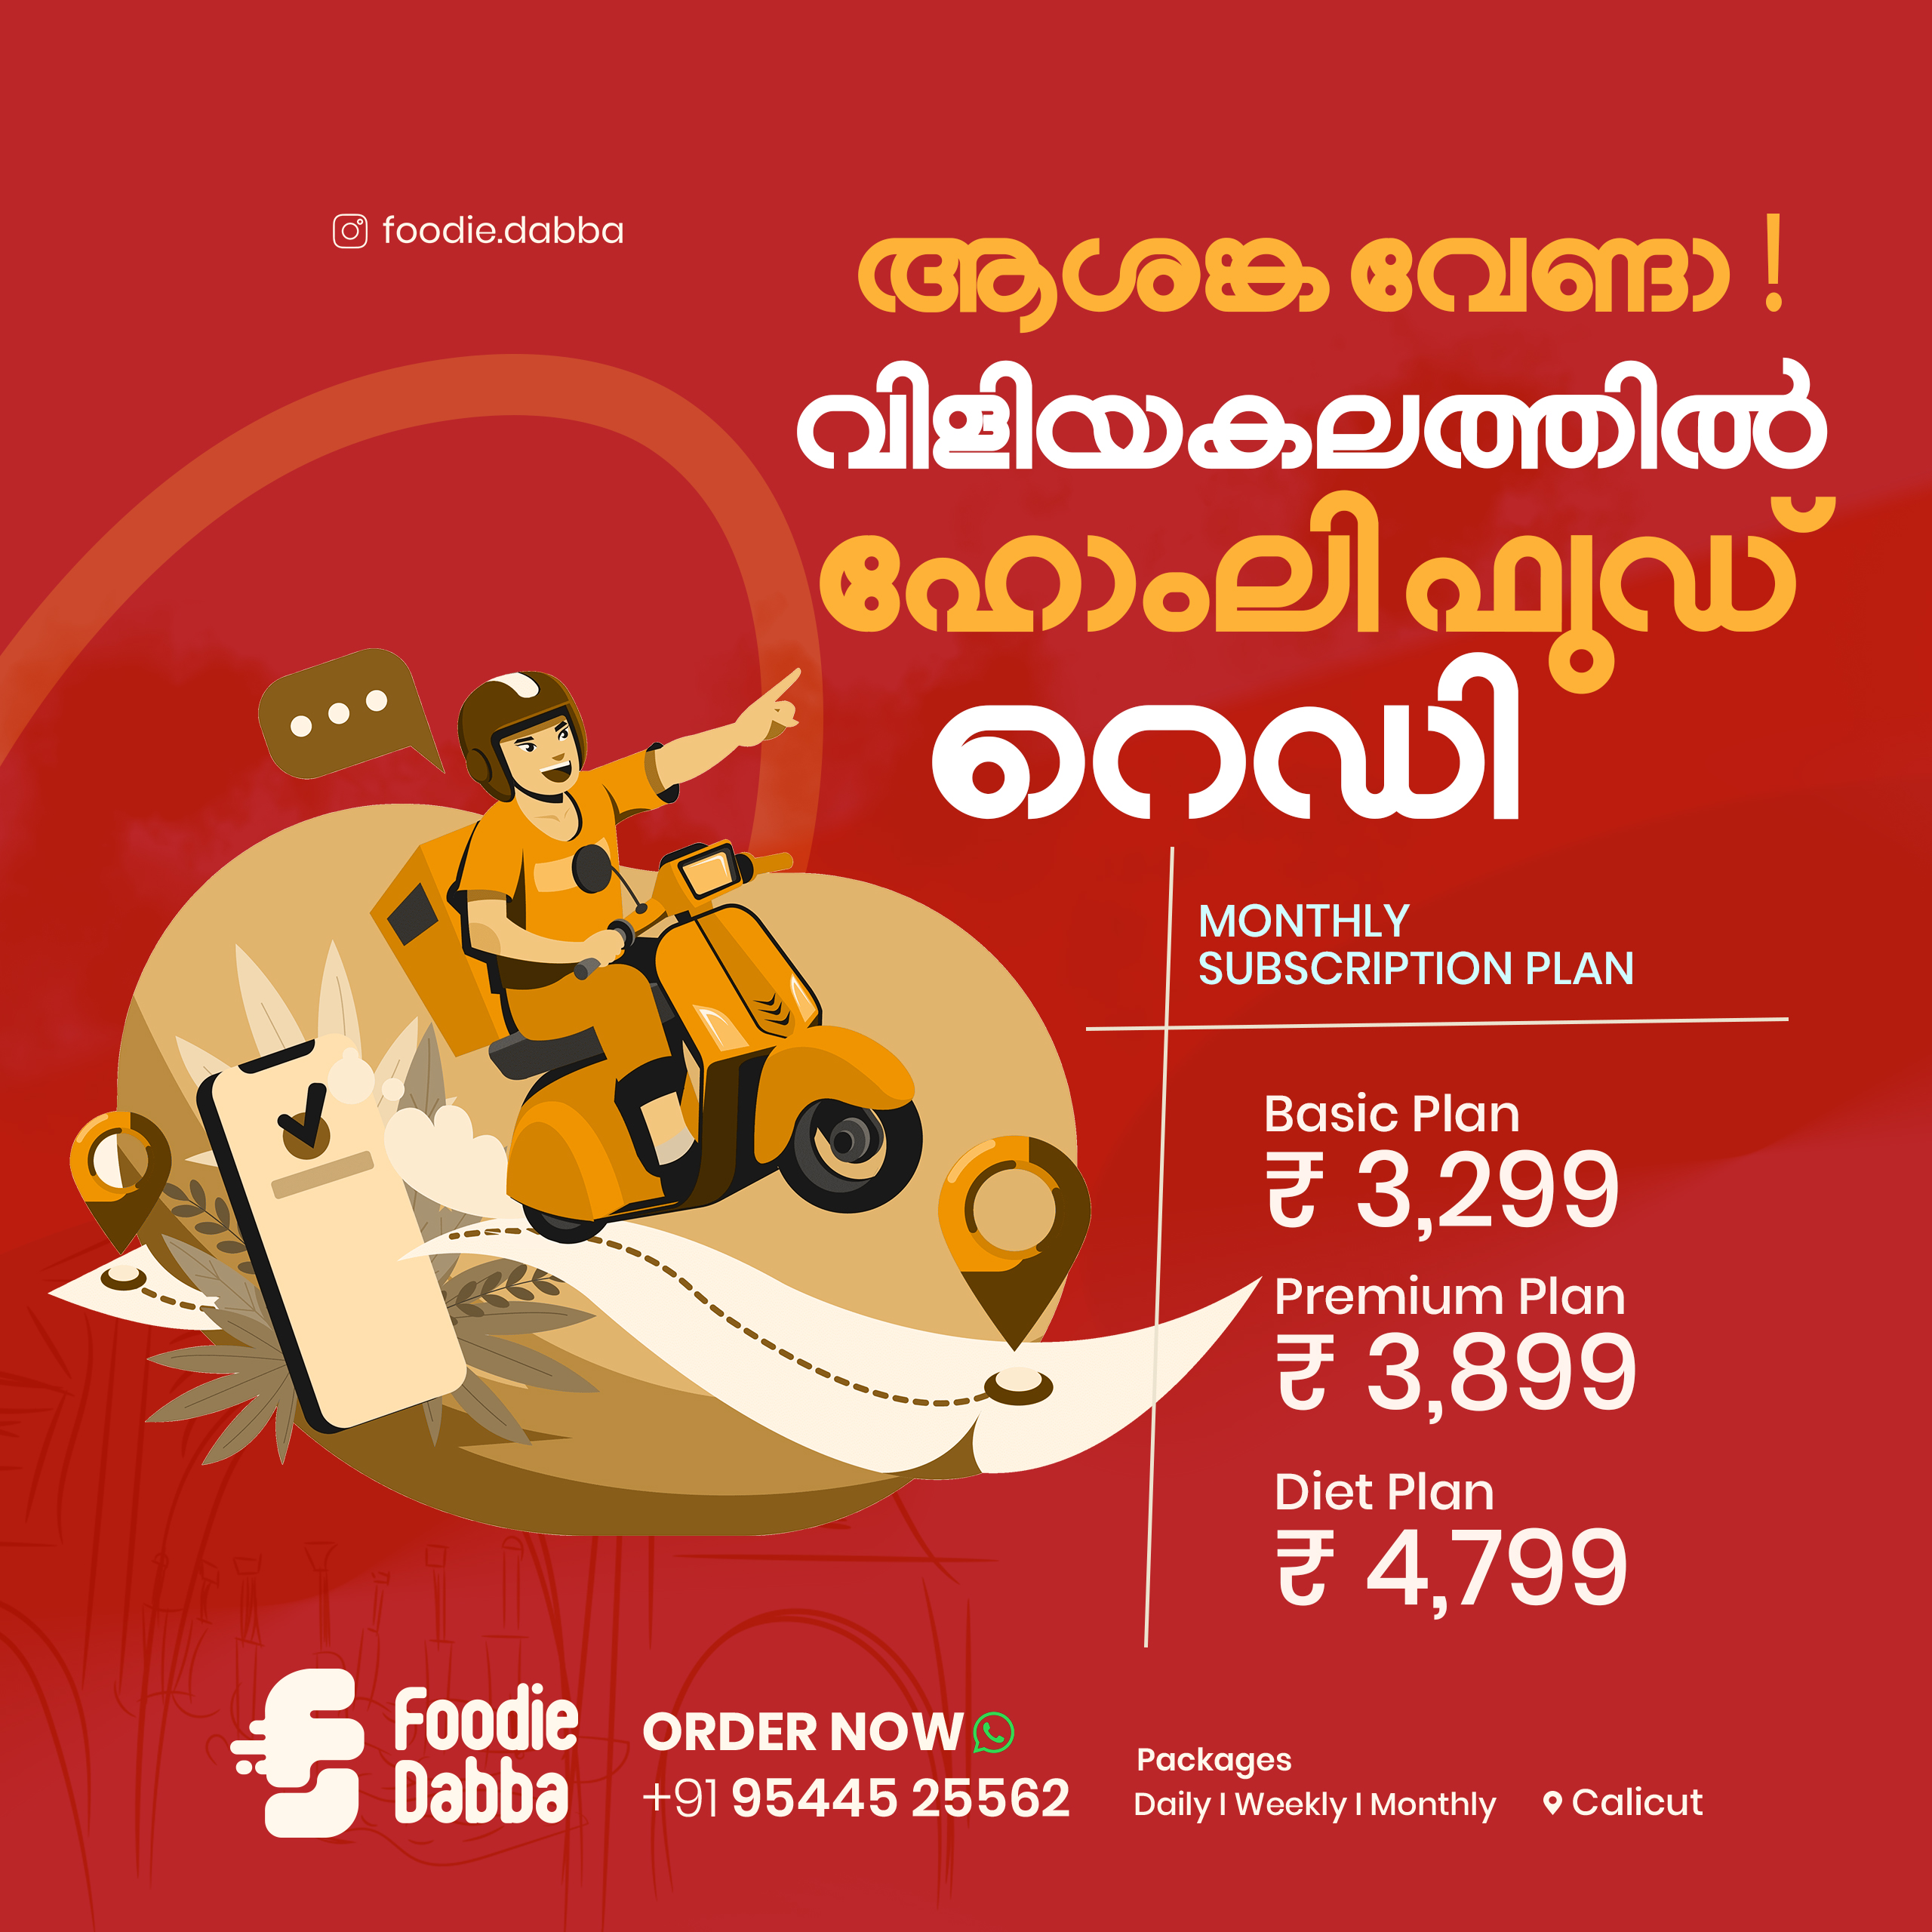 foodie.dabba
ആശങ്ക വേണ്ടാ !
വിളിയകലത്തിൽ
ഹോംലി ഫുഡ്
റെഡി
MONTHLY
SUBSCRIPTION PLAN
Basic Plan
₹ 3,299
Premium Plan
₹ 3,899
Diet Plan
₹ 4,799
Foodie
Dabba
ORDER NOW
+91 95445 25562
Packages
Daily I Weekly I Monthly
Calicut